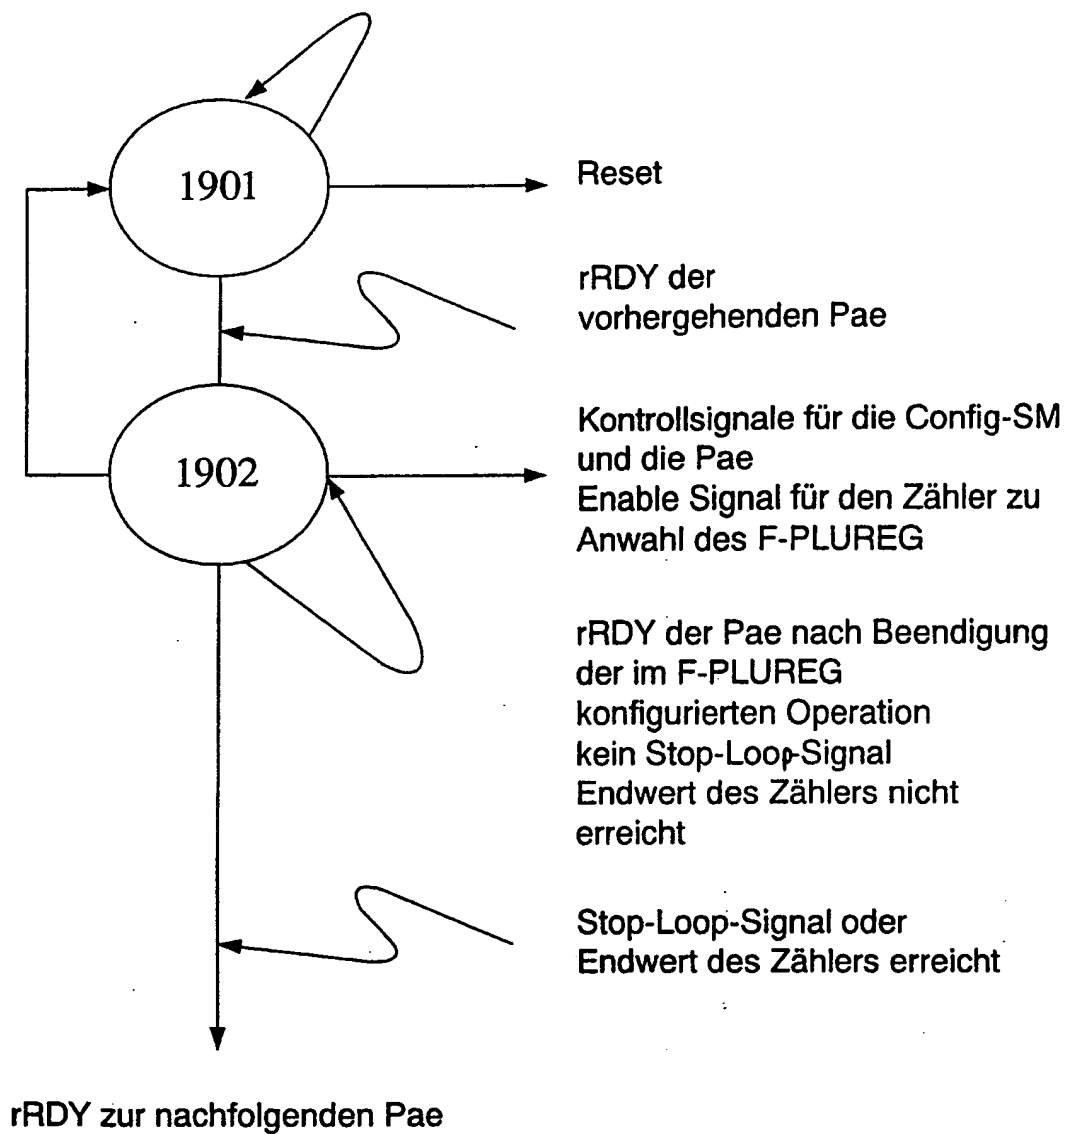 1901
Reset
rRDY der
vorhergehenden Pae
1902
Kontrollsignale für die Config-SM
und die Pae
Enable Signal für den Zähler zu
Anwahl des F-PLUREG
rRDY der Pae nach Beendigung
der im F-PLUREG
konfigurierten Operation
kein Stop-Loop-Signal
Endwert des Zählers nicht
erreicht
Stop-Loop-Signal oder
Endwert des Zählers erreicht
rRDY zur nachfolgenden Pae